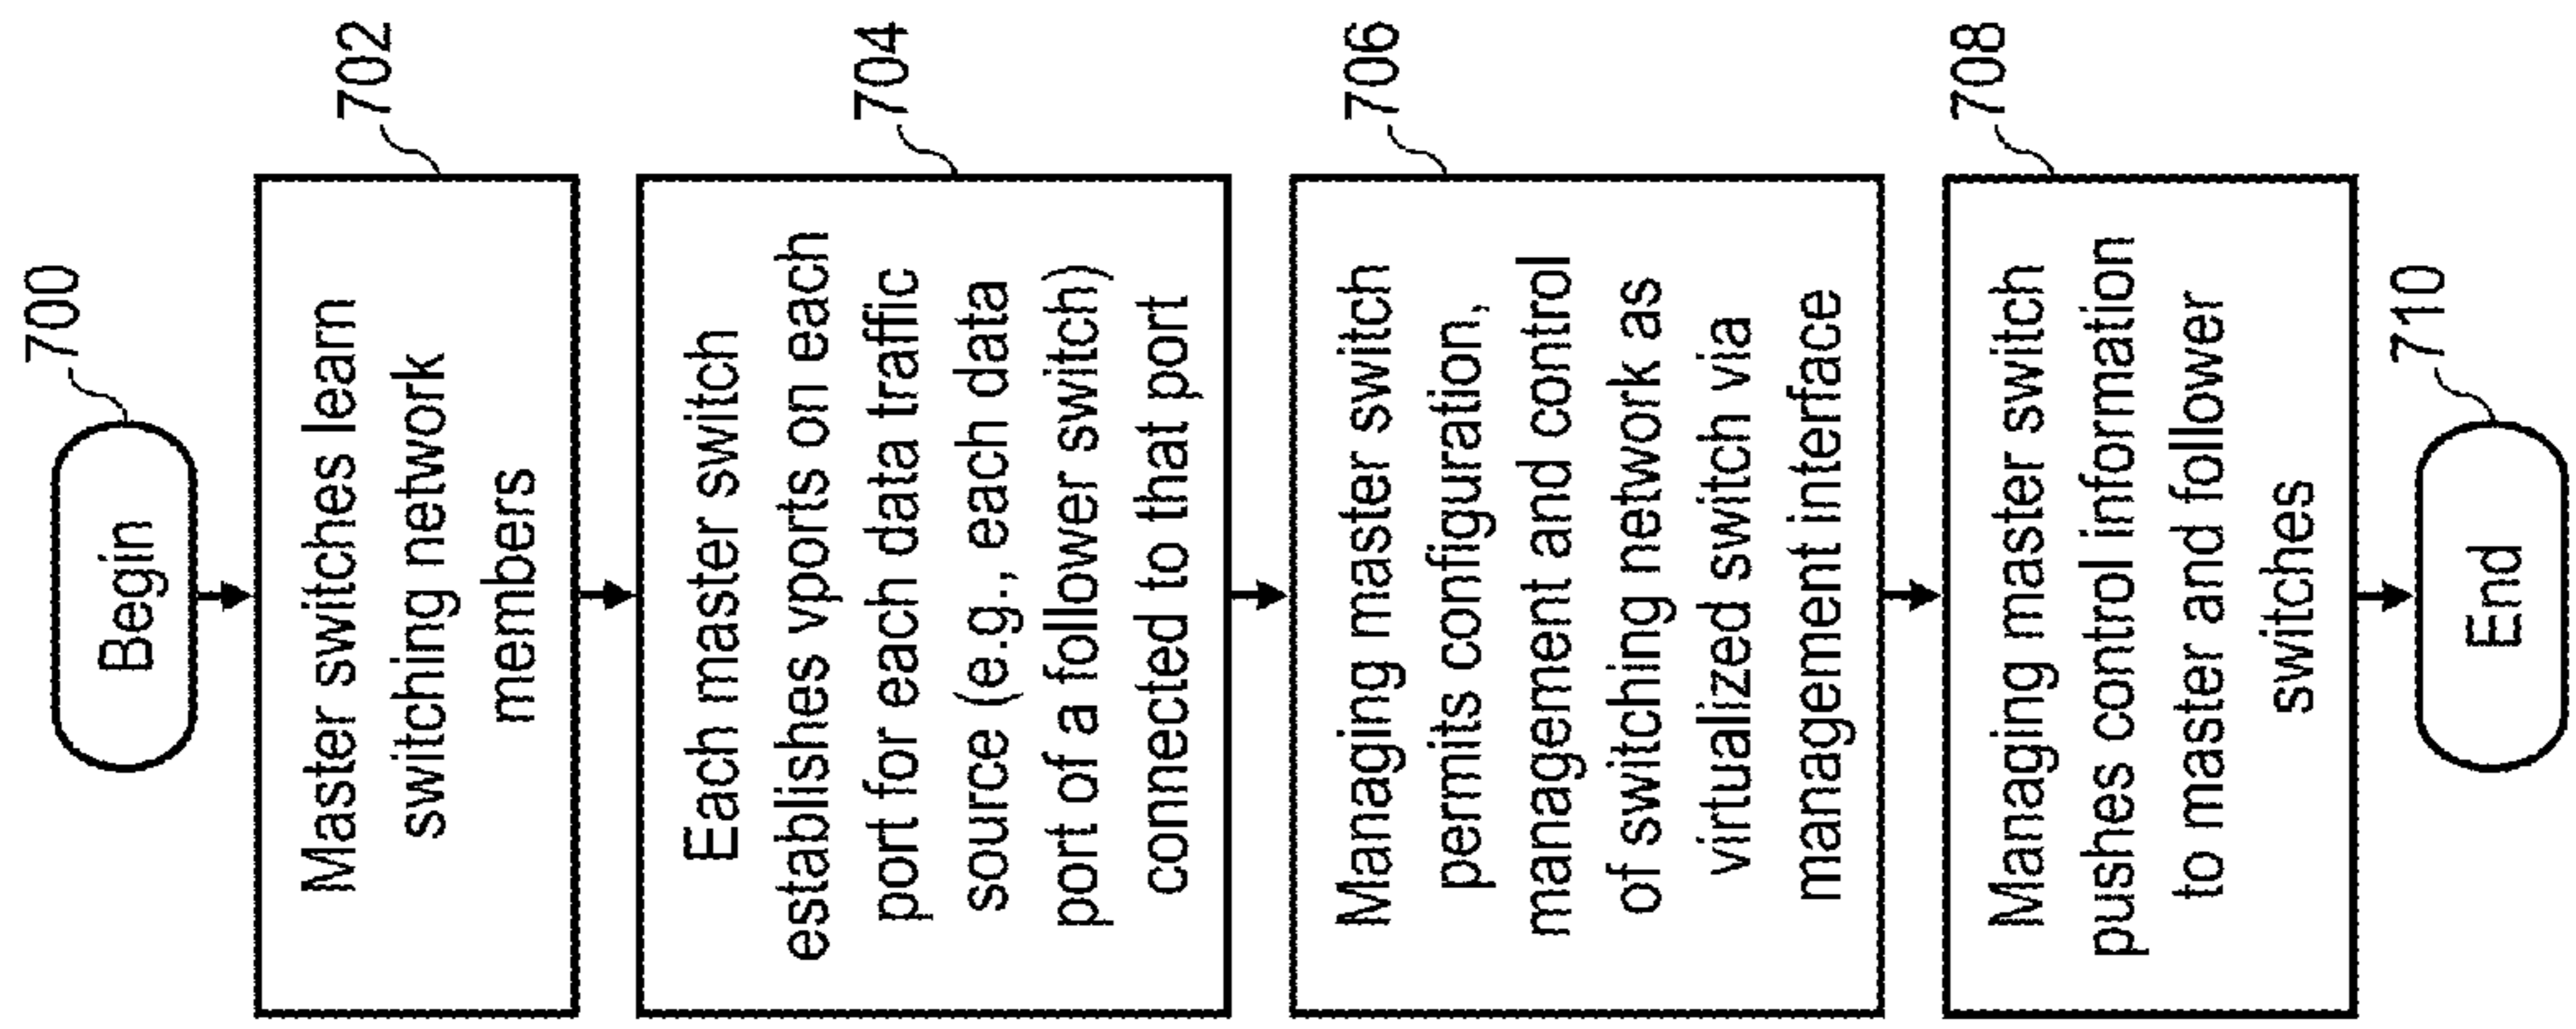 700
Begin
702
Master switches learn
switching network
members
704
Each master switch
establishes vports on each
port for each data traffic
source (e.g., each data
port of a follower switch)
connected to that port
706
Managing master switch
permits configuration,
management and control
of switching network as
virtualized switch via
management interface
708
Managing master switch
pushes control information
to master and follower
switches
710
End